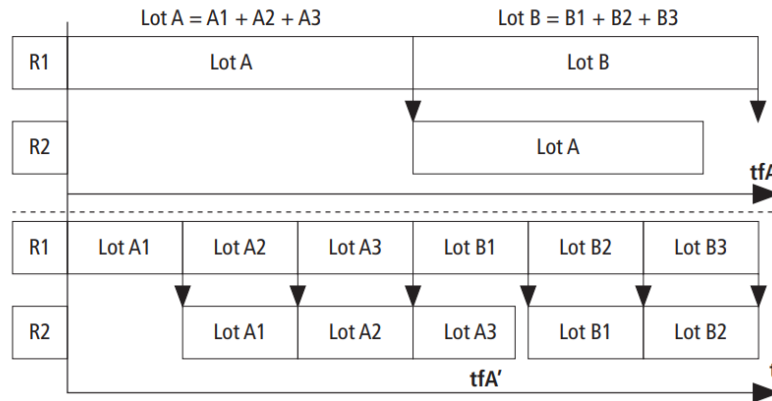 Lot A = A1 + A2 + A3 Lot B = B1 + B2 + B3
R1 Lot A Lot B
R2 Lot A
tfA
R1 Lot A1 Lot A2 Lot A3 Lot B1 Lot B2 Lot B3
R2 Lot A1 Lot A2 Lot A3 Lot B1 Lot B2
tfA' t